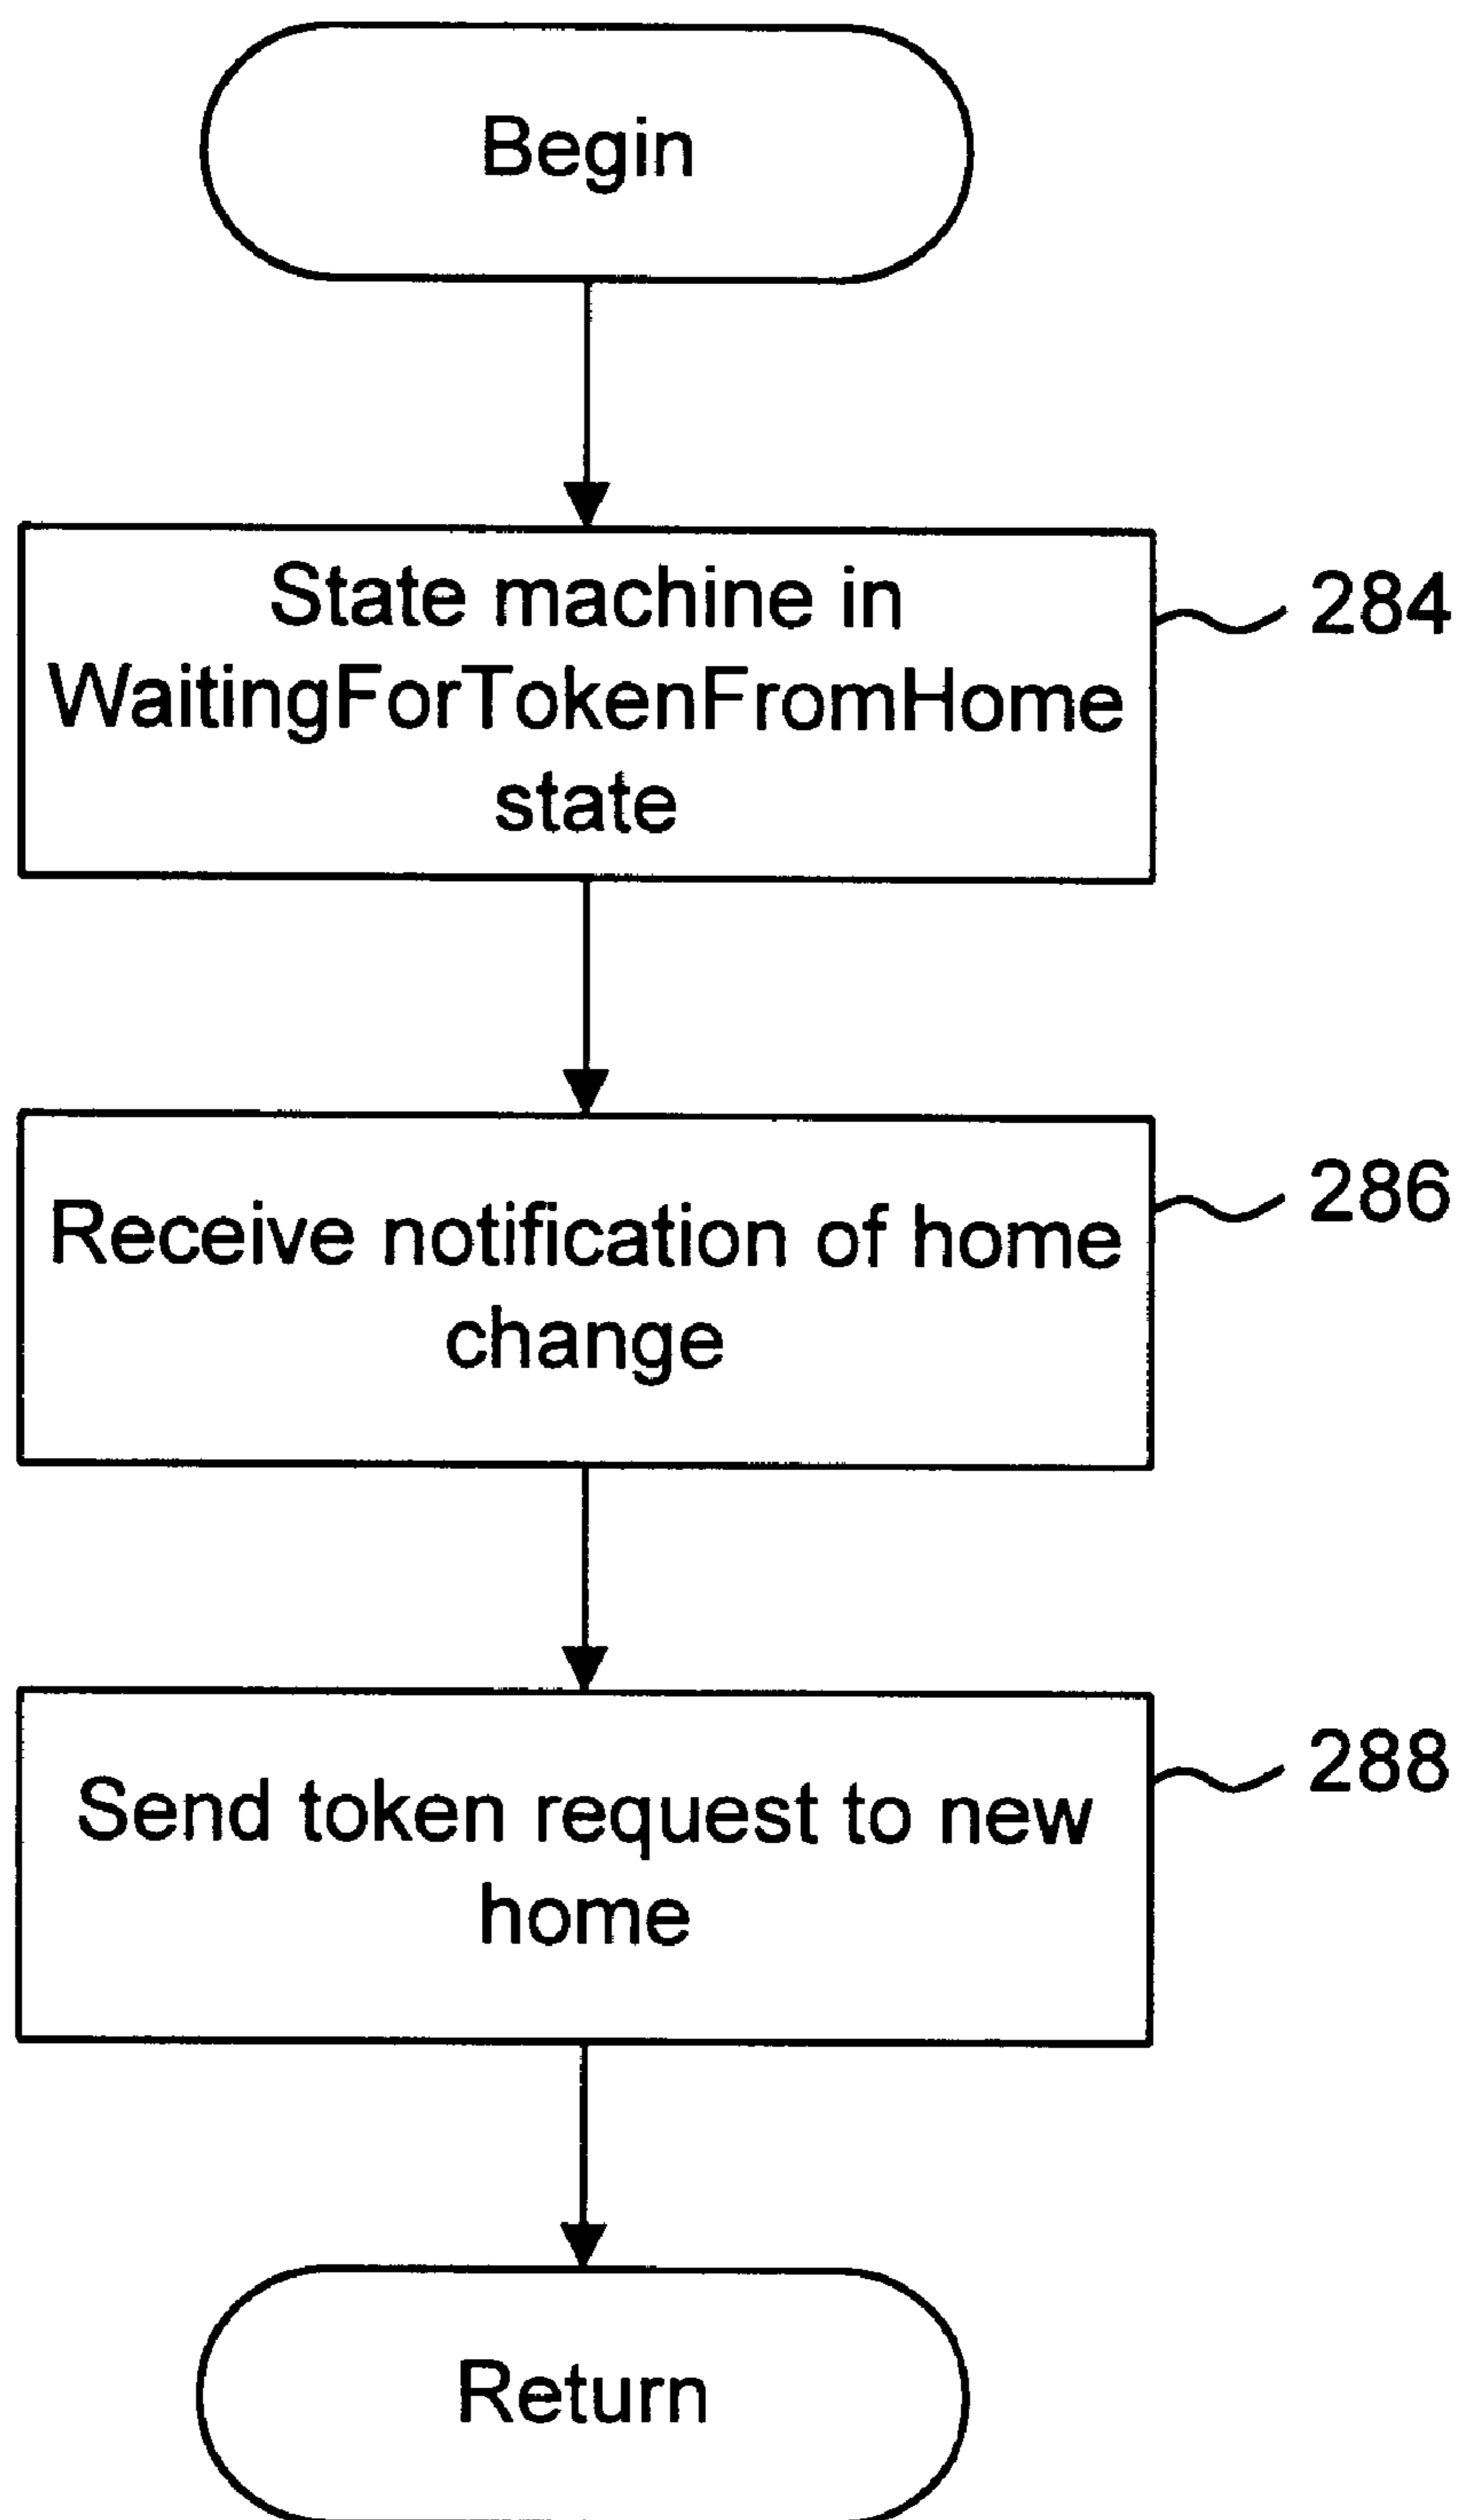 Begin
State machine in
284
WaitingForTokenFromHome
state
Receive notification of home
286
change
Send token request to new
288
home
Return